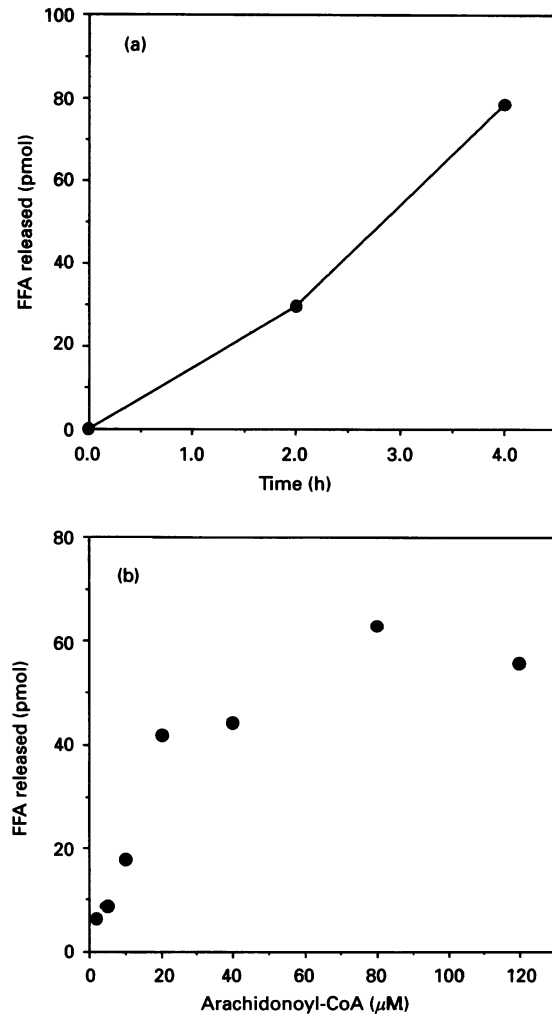 (a)
FFA released (pmol)
100
80
60
40
20
0
0.0 1.0 2.0 3.0 4.0
Time (h)
(b)
FFA released (pmol)
80
60
40
20
0
0 20 40 60 80 100 120
Arachidonoyl-CoA (μM)